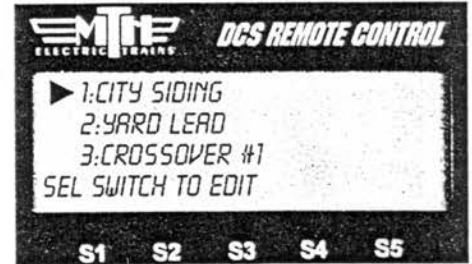 MTH
ELECTRIC TRAINS
DCS REMOTE CONTROL
▶ 1:CITY SIDING
2:YARD LEAD
3:CROSSOVER #1
SEL SWITCH TO EDIT
S1 S2 S3 S4 S5